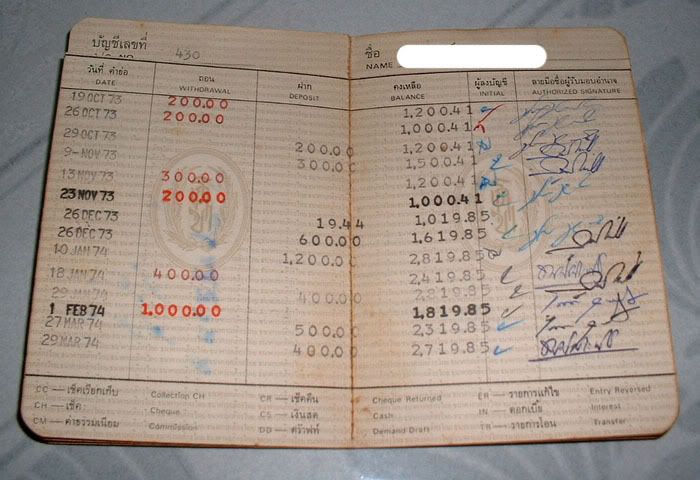 บัญชีเลขที่ 430 ชื่อ
A/C NO. NAME
วันที่ คำย่อ ถอน ฝาก คงเหลือ ผู้ลงบัญชี ลายมือชื่อผู้รับมอบอำนาจ
DATE WITHDRAWAL DEPOSIT BALANCE INITIAL AUTHORIZED SIGNATURE
19 OCT 73 200.00 1,200.41
26 OCT 73 200.00 1,000.41
29 OCT 73 200.00 1,200.41
9-NOV 73 300.00 1,500.41
13 NOV 73 300.00 1,200.41
23 NOV 73 200.00 1,000.41
26 DEC 73 19.44 1,019.85
26 DEC 73 600.00 1,619.85
10 JAN 74 1,200.00 2,819.85
18 JAN 74 400.00 2,419.85
29 JAN 74 400.00 2,819.85
1 FEB 74 1,000.00 1,819.85
27 MAR 74 500.00 2,319.85
29 MAR 74 400.00 2,719.85
CC — เช็คเรียกเก็บ Collection CH CR — เช็คคืน Cheque Returned ER — รายการแก้ไข Entry Reversed
CH — เช็ค Cheque CS — เงินสด Cash IN — ดอกเบี้ย Interest
CM — ค่าธรรมเนียม Commission DD — ดร๊าฟท์ Demand Draft TR — รายการโอน Transfer